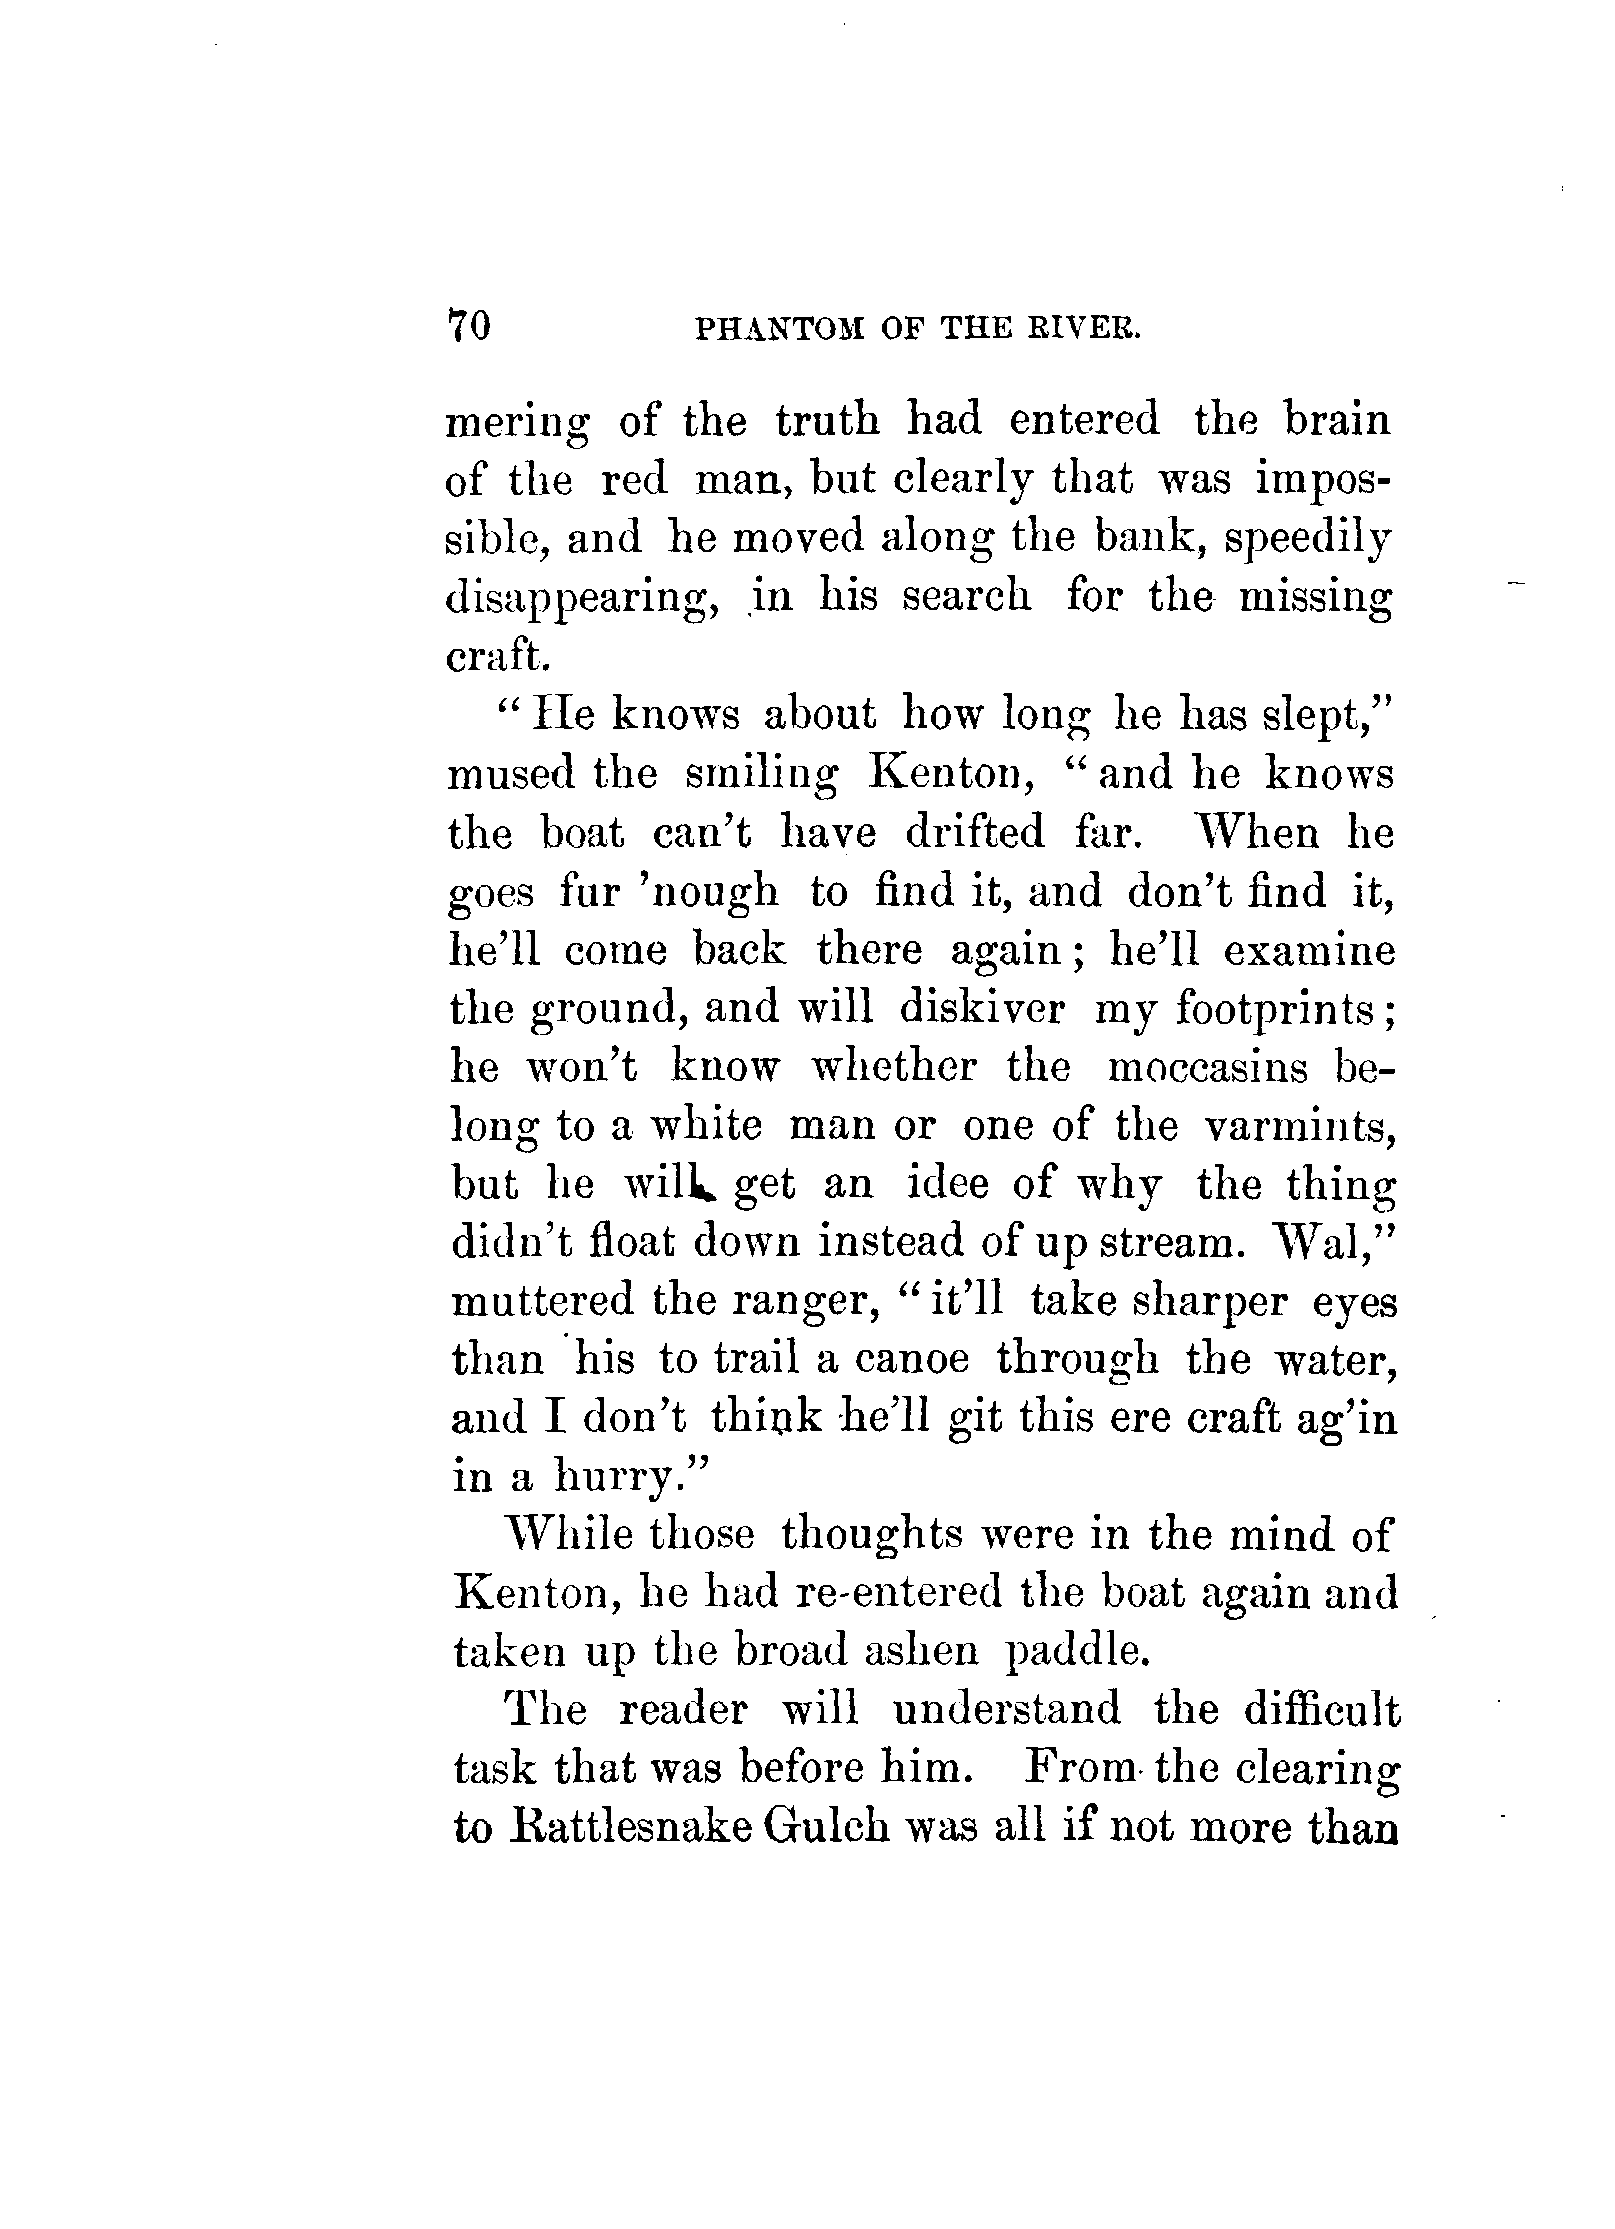 70 PHANTOM OF THE RIVER.
mering of the truth had entered the brain
of the red man, but clearly that was impos-
sible, and he moved along the bank, speedily
disappearing, in his search for the missing
craft.
“ He knows about how long he has slept,”
mused the smiling Kenton, “ and he knows
the boat can’t have drifted far. When he
goes fur ’nough to find it, and don’t find it,
he’ll come back there again ; he’ll examine
the ground, and will diskiver my footprints ;
he won’t know whether the moccasins be-
long to a white man or one of the varmints,
but he will get an idee of why the thing
didn’t float down instead of up stream. Wal,”
muttered the ranger, “ it’ll take sharper eyes
than his to trail a canoe through the water,
and I don’t think he’ll git this ere craft ag’in
in a hurry.”
While those thoughts were in the mind of
Kenton, he had re-entered the boat again and
taken up the broad ashen paddle.
The reader will understand the difficult
task that was before him. From the clearing
to Rattlesnake Gulch was all if not more than